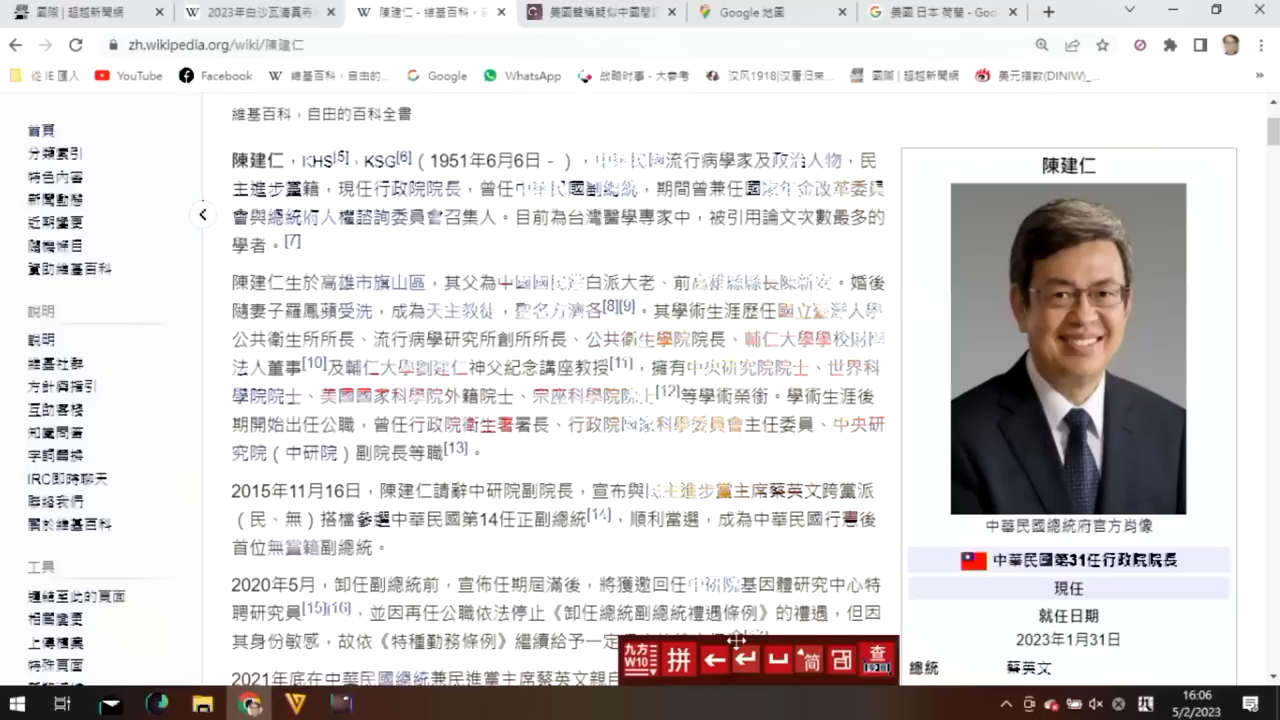 國際 | 超越新聞網
2023年白沙瓦清真寺
陳建仁 - 維基百科，自由的
美國聲稱疑似中國間諜
Google 地圖
美国 日本 荷蘭 - Goo
zh.wikipedia.org/wiki/陳建仁
從 IE 匯入
YouTube
Facebook
維基百科，自由的...
Google
WhatsApp
战略时事 - 大参考
汉风1918|汉薯归来...
國際 | 超越新聞網
美元指数(DINIW)_...
維基百科，自由的百科全書
首頁
分類索引
特色內容
新聞動態
近期變更
隨機條目
資助維基百科
說明
說明
維基社群
方針與指引
互助客棧
知識問答
字詞轉換
IRC即時聊天
聯絡我們
關於維基百科
工具
連結至此的頁面
相關變更
上傳檔案
特殊頁面
陳建仁，KHS[5]，KSG[6]（1951年6月6日－），中華民國流行病學家及政治人物，民
主進步黨籍，現任行政院院長，曾任中華民國副總統，期間曾兼任國家年金改革委員
會與總統府人權諮詢委員會召集人。目前為台灣醫學專家中，被引用論文次數最多的
學者。[7]
陳建仁生於高雄市旗山區，其父為中國國民黨白派大老、前高雄縣縣長陳新安。婚後
隨妻子羅鳳蘋受洗，成為天主教徒，聖名方濟各[8][9]。其學術生涯歷任國立臺灣大學
公共衛生所所長、流行病學研究所創所所長、公共衛生學院院長、輔仁大學學校財團
法人董事[10]及輔仁大學劉建仁神父紀念講座教授[11]，擁有中央研究院院士、世界科
學院院士、美國國家科學院外籍院士、宗座科學院院士[12]等學術榮銜。學術生涯後
期開始出任公職，曾任行政院衛生署署長、行政院國家科學委員會主任委員、中央研
究院（中研院）副院長等職[13]。
2015年11月16日，陳建仁請辭中研院副院長，宣布與民主進步黨主席蔡英文跨黨派
（民、無）搭檔參選中華民國第14任正副總統[14]，順利當選，成為中華民國行憲後
首位無黨籍副總統。
2020年5月，卸任副總統前，宣佈任期屆滿後，將獲邀回任中研院基因體研究中心特
聘研究員[15][16]，並因再任公職依法停止《卸任總統副總統禮遇條例》的禮遇，但因
其身份敏感，故依《特種勤務條例》繼續給予一定
2021年底在中華民國總統兼民進黨主席蔡英文親自
陳建仁
中華民國總統府官方肖像
中華民國第31任行政院院長
現任
就任日期
2023年1月31日
總統 蔡英文
九方
W10
拼
简
查
16:06
5/2/2023